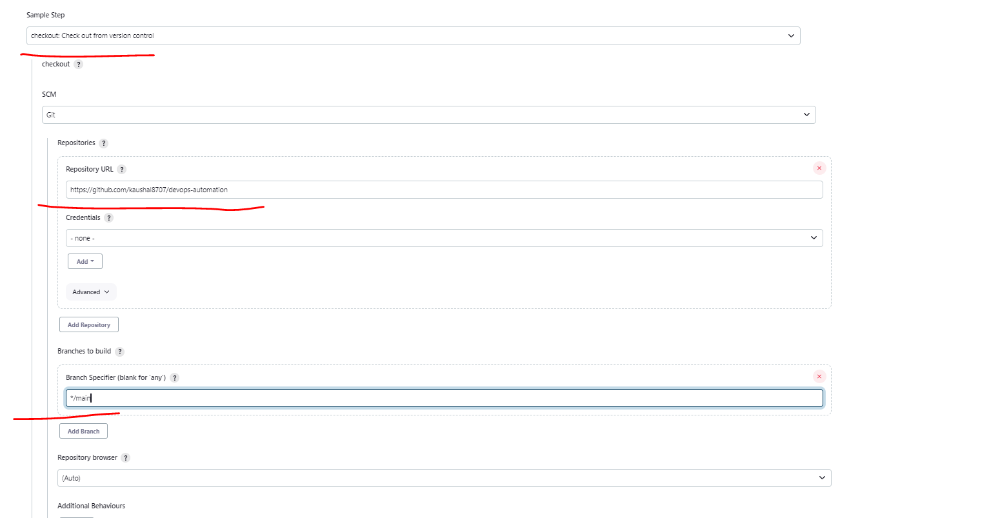 Sample Step
checkout: Check out from version control
checkout ?
SCM
Git
Repositories ?
Repository URL ?
https://github.com/kaushal8707/devops-automation
Credentials ?
- none -
Add
Advanced
Add Repository
Branches to build ?
Branch Specifier (blank for 'any') ?
*/main
Add Branch
Repository browser ?
(Auto)
Additional Behaviours